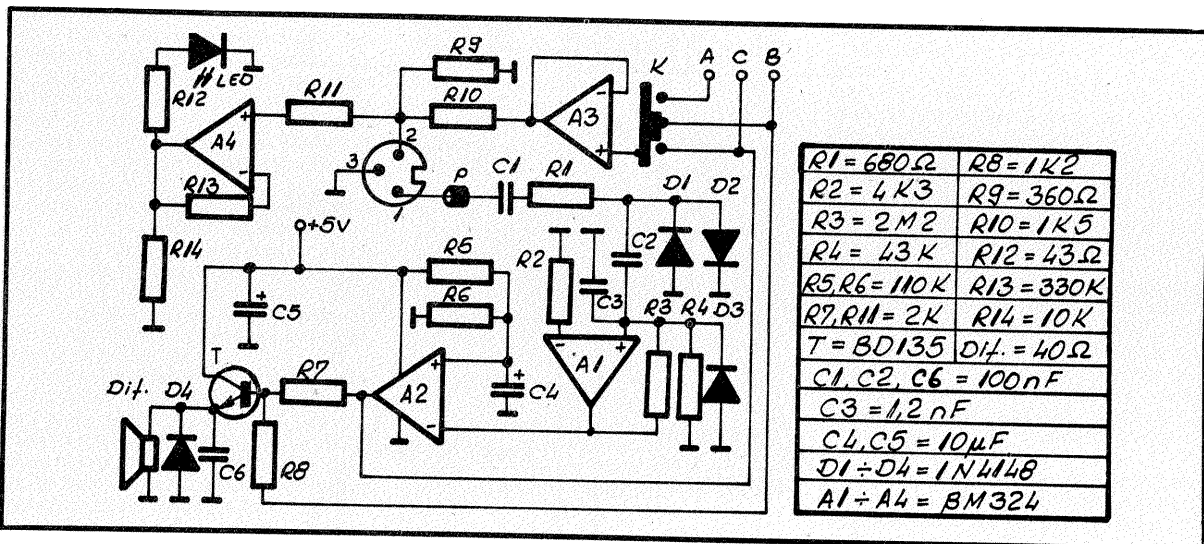 R12
LED
R11
R9
R10
A3
K
A
C
B
A4
R13
R14
3
2
1
P
C1
R1
D1
D2
+5V
R5
R6
C5
R2
C3
C2
R3
R4
D3
A1
T
R7
A2
C4
Dif.
D4
C6
R8
R1 = 680Ω
R8 = 1K2
R2 = 4K3
R9 = 360Ω
R3 = 2M2
R10 = 1K5
R4 = 43K
R12 = 43Ω
R5, R6 = 110K
R13 = 330K
R7, R11 = 2K
R14 = 10K
T = BD135
Dif. = 40Ω
C1, C2, C6 = 100nF
C3 = 1,2nF
C4, C5 = 10µF
D1 ÷ D4 = 1N4148
A1 ÷ A4 = βM324